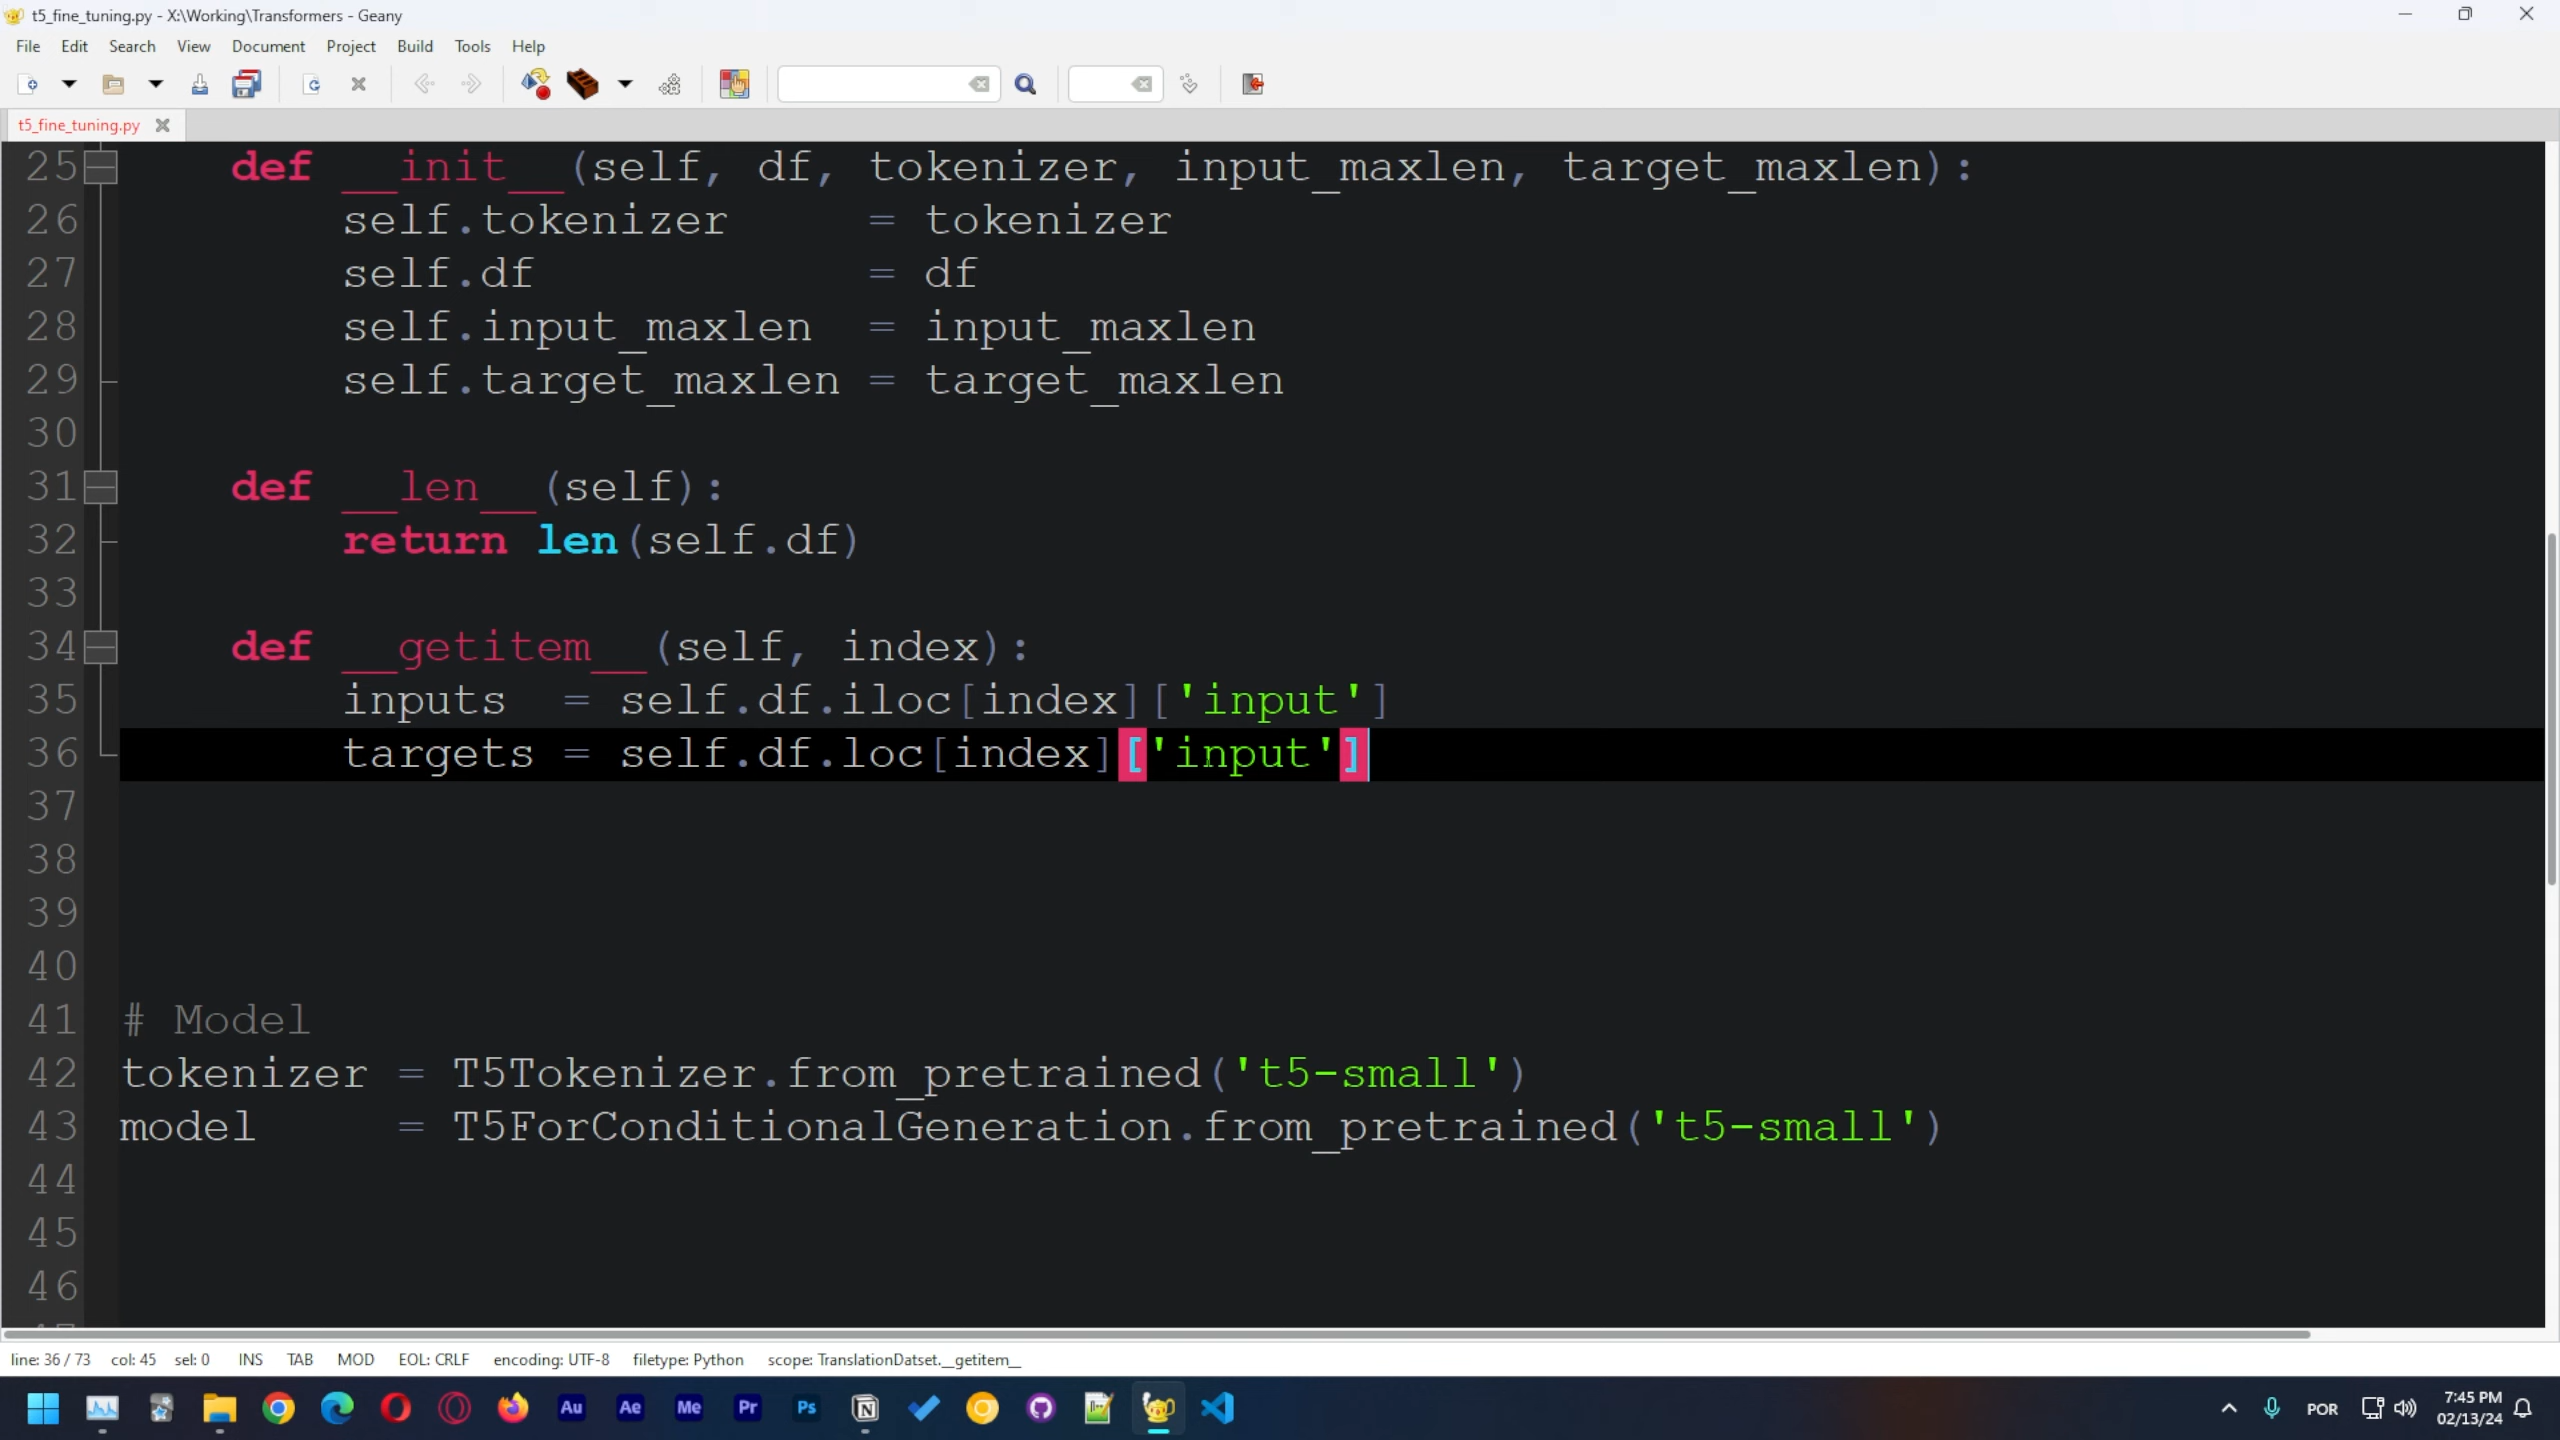 t5_fine_tuning.py - X:\Working\Transformers - Geany
File Edit Search View Document Project Build Tools Help
t5_fine_tuning.py
25 def __init__(self, df, tokenizer, input_maxlen, target_maxlen):
26 self.tokenizer = tokenizer
27 self.df = df
28 self.input_maxlen = input_maxlen
29 self.target_maxlen = target_maxlen
30
31 def __len__(self):
32 return len(self.df)
33
34 def __getitem__(self, index):
35 inputs = self.df.iloc[index]['input']
36 targets = self.df.loc[index]['input']
37
38
39
40
41 # Model
42 tokenizer = T5Tokenizer.from_pretrained('t5-small')
43 model = T5ForConditionalGeneration.from_pretrained('t5-small')
44
45
46
line: 36 / 73 col: 45 sel: 0 INS TAB MOD EOL: CRLF encoding: UTF-8 filetype: Python scope: TranslationDatset.__getitem__
Au Ae Me Pr Ps N POR 7:45 PM
02/13/24